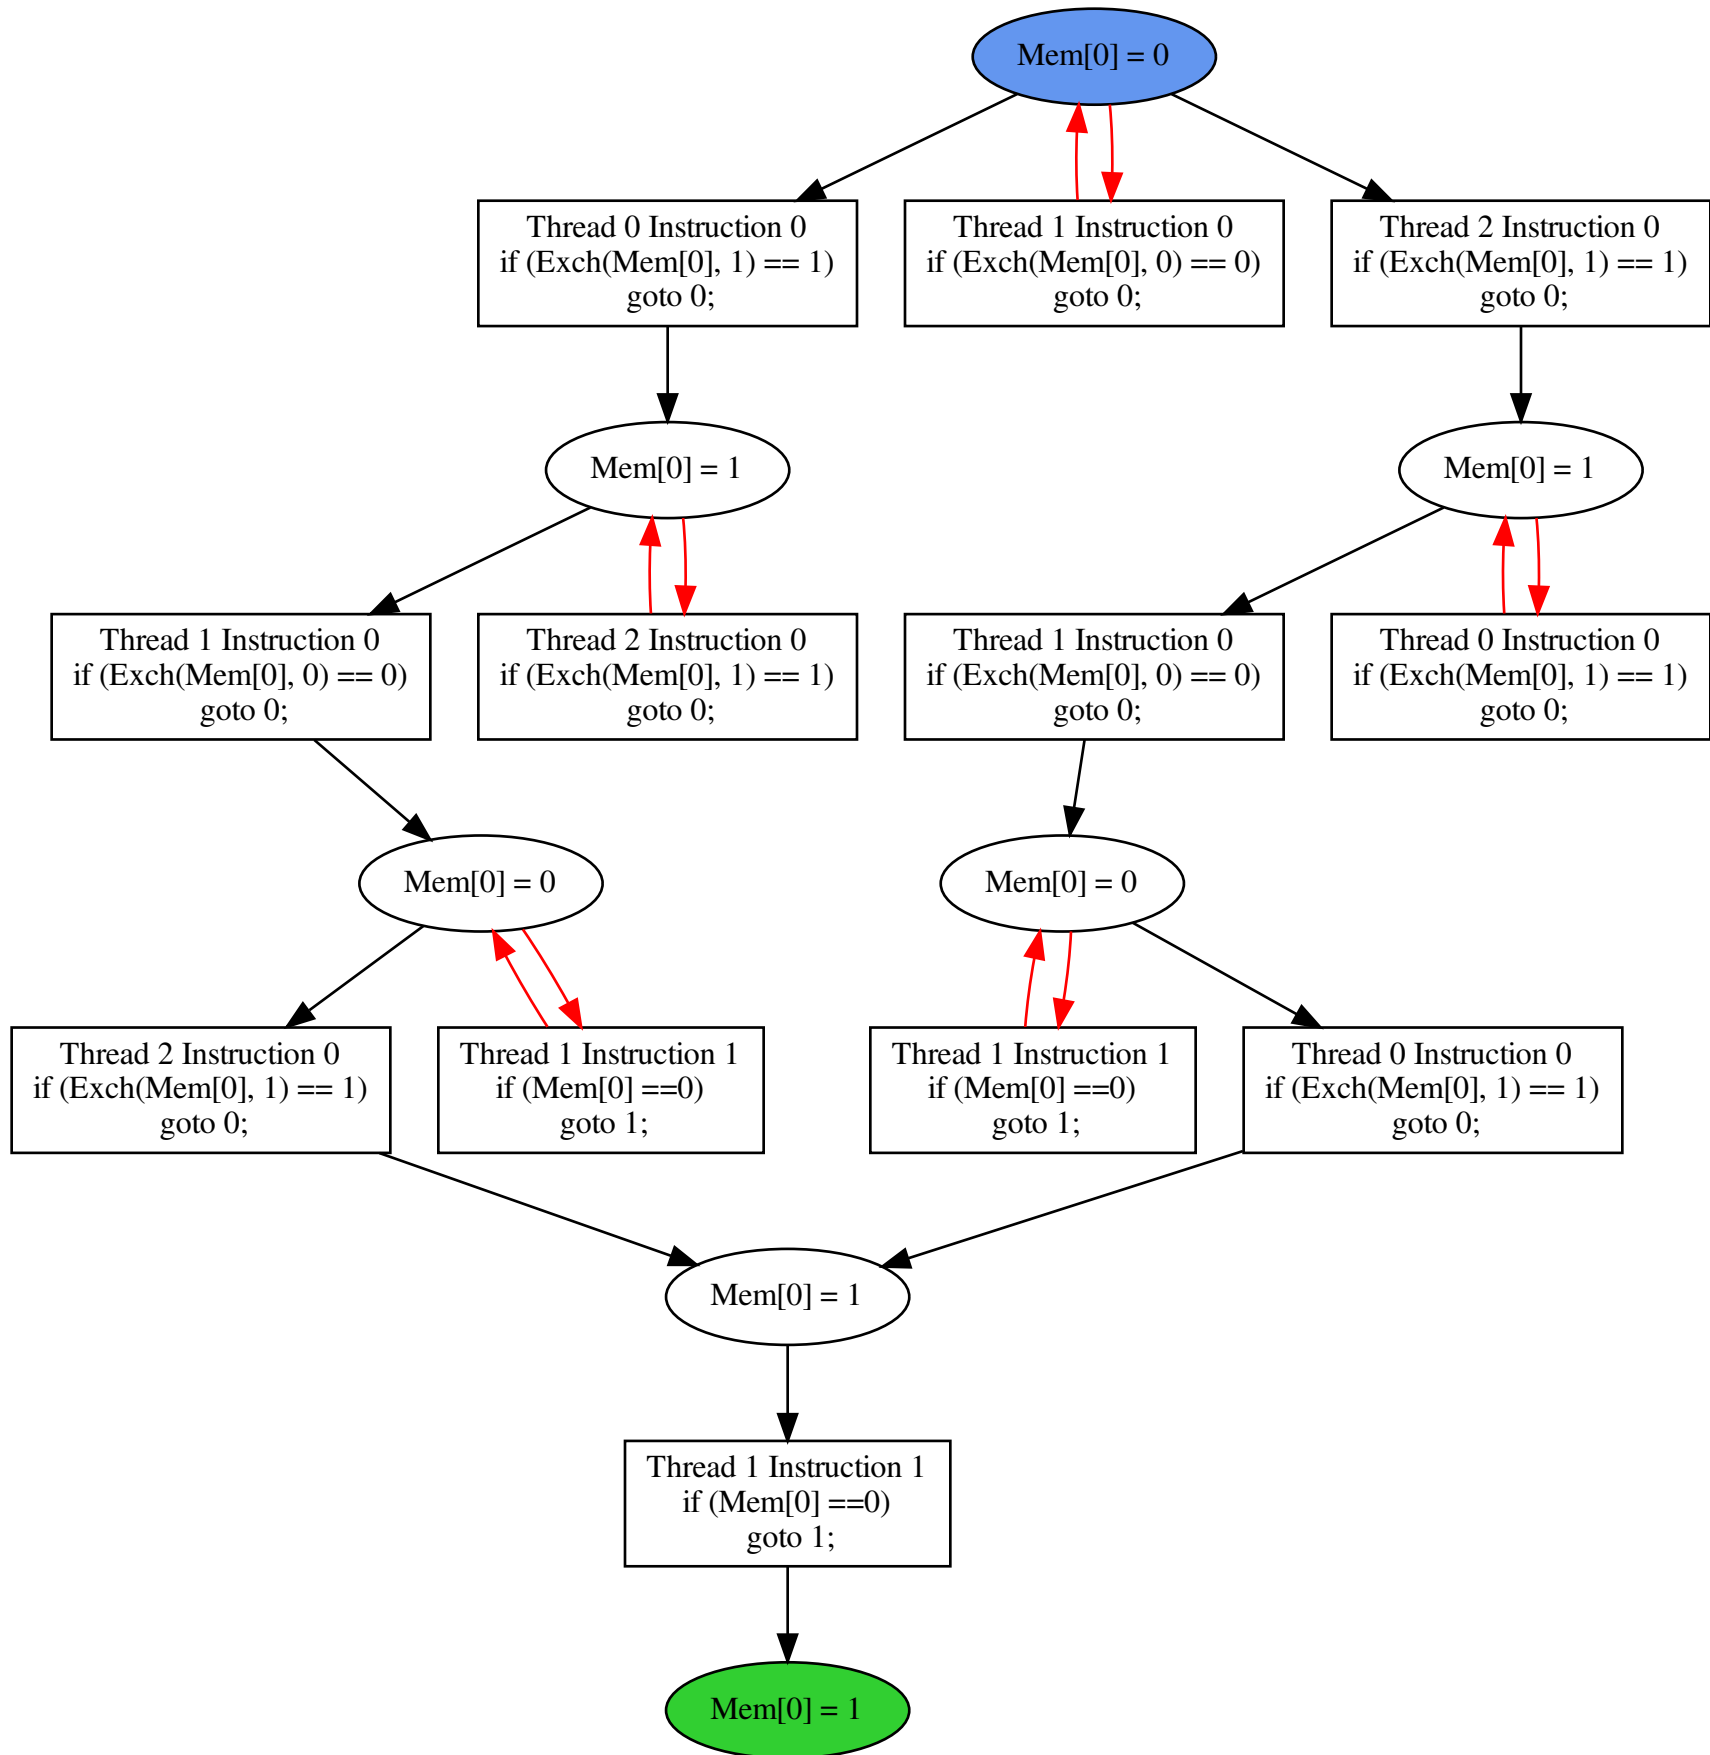 Mem[0] = 0
Thread 0 Instruction 0
if (Exch(Mem[0], 1) == 1)
goto 0;
Thread 1 Instruction 0
if (Exch(Mem[0], 0) == 0)
goto 0;
Thread 2 Instruction 0
if (Exch(Mem[0], 1) == 1)
goto 0;
Mem[0] = 1
Mem[0] = 1
Thread 1 Instruction 0
if (Exch(Mem[0], 0) == 0)
goto 0;
Thread 2 Instruction 0
if (Exch(Mem[0], 1) == 1)
goto 0;
Thread 1 Instruction 0
if (Exch(Mem[0], 0) == 0)
goto 0;
Thread 0 Instruction 0
if (Exch(Mem[0], 1) == 1)
goto 0;
Mem[0] = 0
Mem[0] = 0
Thread 2 Instruction 0
if (Exch(Mem[0], 1) == 1)
goto 0;
Thread 1 Instruction 1
if (Mem[0] ==0)
goto 1;
Thread 1 Instruction 1
if (Mem[0] ==0)
goto 1;
Thread 0 Instruction 0
if (Exch(Mem[0], 1) == 1)
goto 0;
Mem[0] = 1
Thread 1 Instruction 1
if (Mem[0] ==0)
goto 1;
Mem[0] = 1